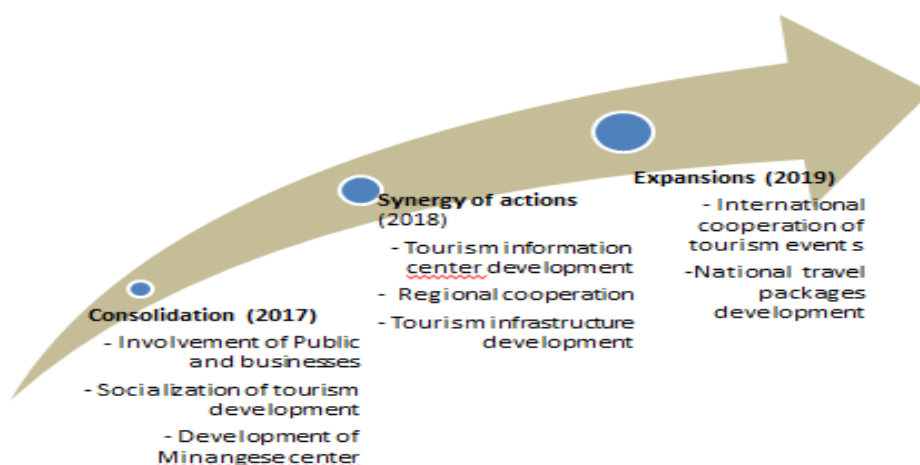 Consolidation (2017)
- Involvement of Public
and businesses
- Socialization of tourism
development
- Development of
Minangese center
Synergy of actions
(2018)
- Tourism information
center development
- Regional cooperation
- Tourism infrastructure
development
Expansions (2019)
- International
cooperation of
tourism events
-National travel
packages
development